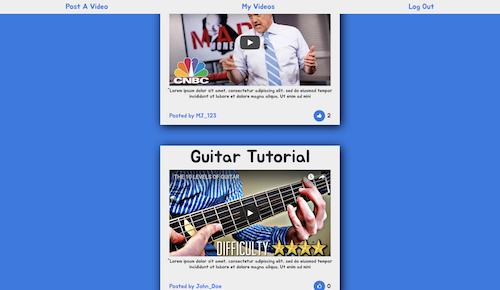 Post A Video
My Videos
Log Out
MAD
MONE
CNBC
"Lorem ipsum dolor sit amet, consectetur adipiscing elit, sed do eiusmod tempor
incididunt ut labore et dolore magna aliqua. Ut enim ad mini
Posted by MJ_123
2
Guitar Tutorial
THE 10 LEVELS OF GUITAR
DIFFICULTY
"Lorem ipsum dolor sit amet, consectetur adipiscing elit, sed do eiusmod tempor
incididunt ut labore et dolore magna aliqua. Ut enim ad mini
Posted by John_Doe
0